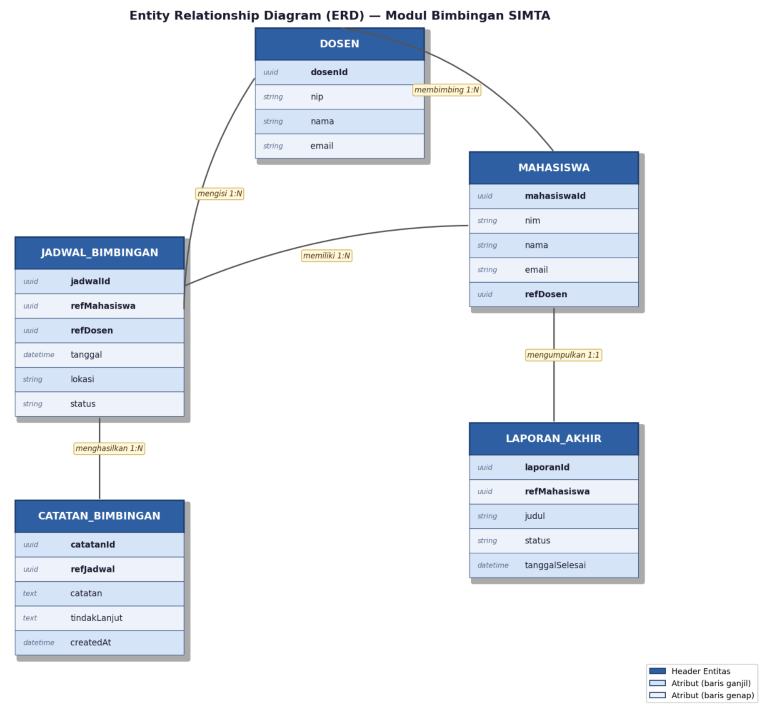 Entity Relationship Diagram (ERD) — Modul Bimbingan SIMTA
DOSEN
uuid dosenId
string nip
string nama
string email
membimbing 1:N
MAHASISWA
uuid mahasiswaId
string nim
string nama
string email
uuid refDosen
mengisi 1:N
memiliki 1:N
JADWAL_BIMBINGAN
uuid jadwalId
uuid refMahasiswa
uuid refDosen
datetime tanggal
string lokasi
string status
mengumpulkan 1:1
menghasilkan 1:N
LAPORAN_AKHIR
uuid laporanId
uuid refMahasiswa
string judul
string status
datetime tanggalSelesai
CATATAN_BIMBINGAN
uuid catatanId
uuid refJadwal
text catatan
text tindakLanjut
datetime createdAt
Header Entitas
Atribut (baris ganjil)
Atribut (baris genap)